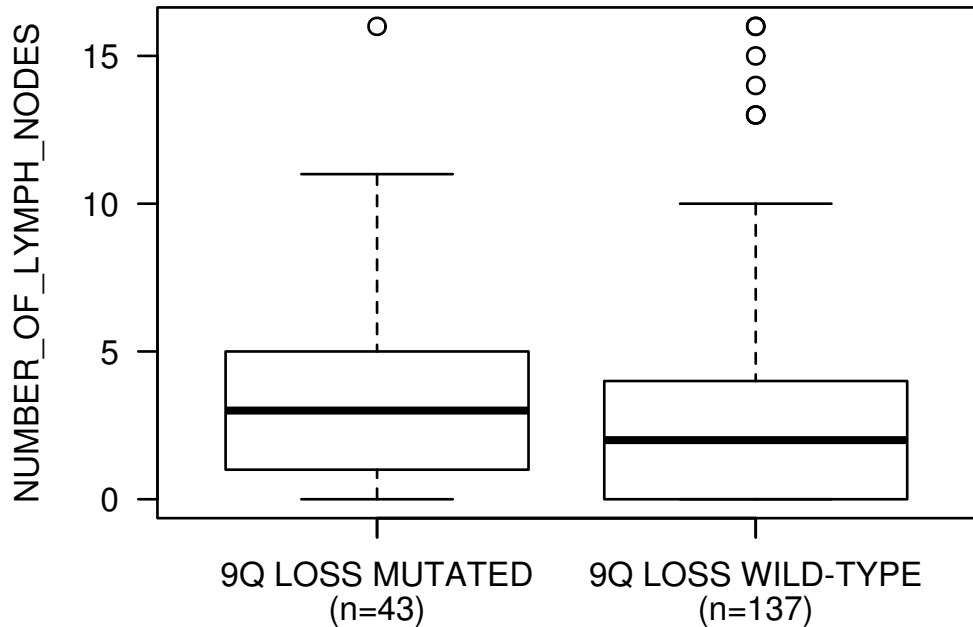 NUMBER_OF_LYMPH_NODES
15
10
5
0
9Q LOSS MUTATED
(n=43)
9Q LOSS WILD-TYPE
(n=137)